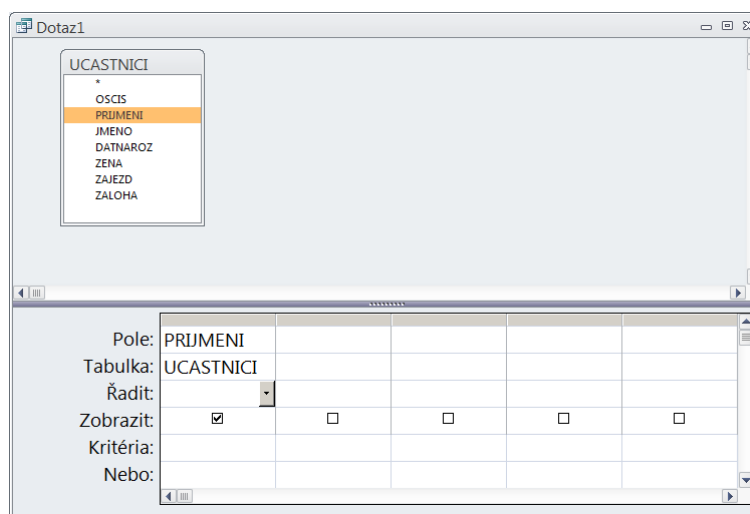 Dotaz1
UCASTNICI
*
OSCIS
PRIJMENI
JMENO
DATNAROZ
ZENA
ZAJEZD
ZALOHA
Pole: PRIJMENI
Tabulka: UCASTNICI
Řadit:
Zobrazit:
Kritéria:
Nebo: